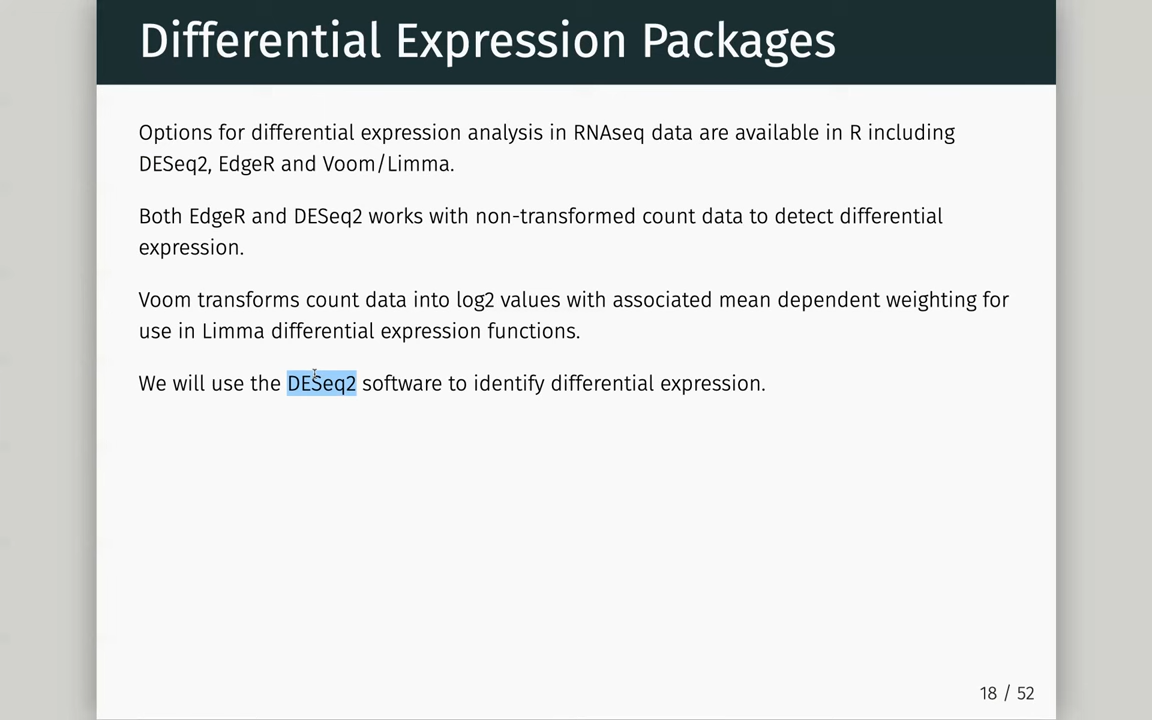 Differential Expression Packages
Options for differential expression analysis in RNAseq data are available in R including
DESeq2, EdgeR and Voom/Limma.
Both EdgeR and DESeq2 works with non-transformed count data to detect differential
expression.
Voom transforms count data into log2 values with associated mean dependent weighting for
use in Limma differential expression functions.
We will use the DESeq2 software to identify differential expression.
18 / 52